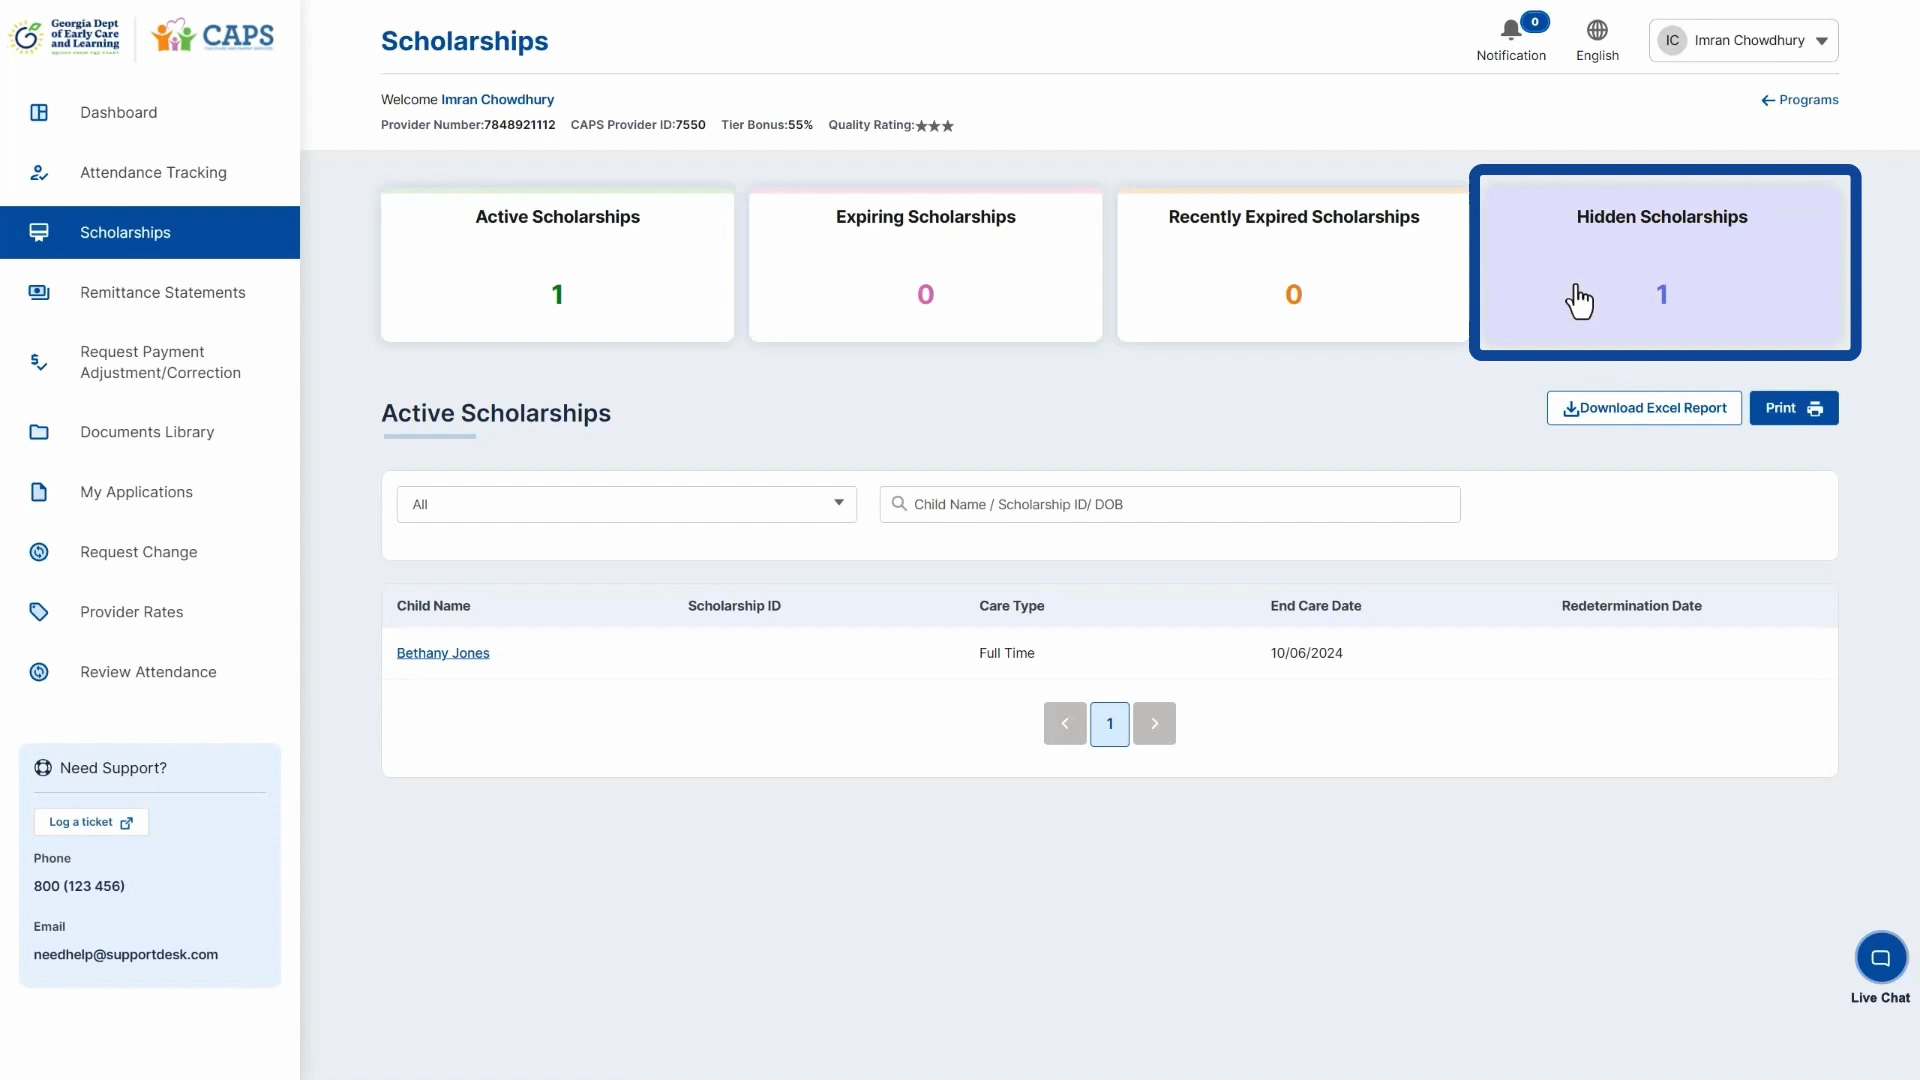 Georgia Dept
of Early Care
and Learning
CAPS
Scholarships
0
Notification
English
IC Imran Chowdhury
Welcome Imran Chowdhury
Programs
Provider Number:7848921112 CAPS Provider ID:7550 Tier Bonus:55% Quality Rating:★★★
Dashboard
Attendance Tracking
Scholarships
Remittance Statements
Request Payment
Adjustment/Correction
Documents Library
My Applications
Request Change
Provider Rates
Review Attendance
Need Support?
Log a ticket
Phone
800 (123 456)
Email
needhelp@supportdesk.com
Active Scholarships
1
Expiring Scholarships
0
Recently Expired Scholarships
0
Hidden Scholarships
1
Active Scholarships
Download Excel Report
Print
All
Child Name / Scholarship ID/ DOB
Child Name Scholarship ID Care Type End Care Date Redetermination Date
Bethany Jones Full Time 10/06/2024
1
Live Chat